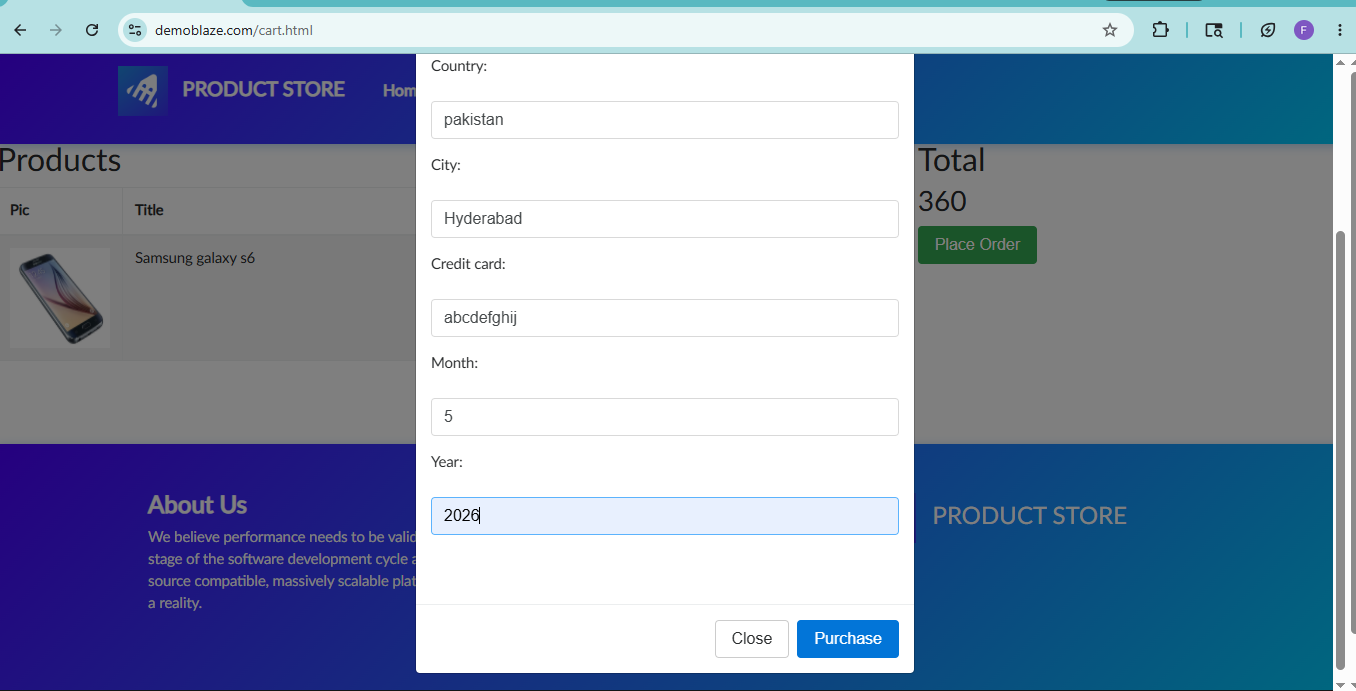 demoblaze.com/cart.html
F
PRODUCT STORE
Hom
Products
Pic
Title
Samsung galaxy s6
Country:
pakistan
City:
Hyderabad
Credit card:
abcdefghij
Month:
5
Year:
2026
Close
Purchase
Total
360
Place Order
About Us
We believe performance needs to be valid
stage of the software development cycle a
source compatible, massively scalable plat
a reality.
PRODUCT STORE